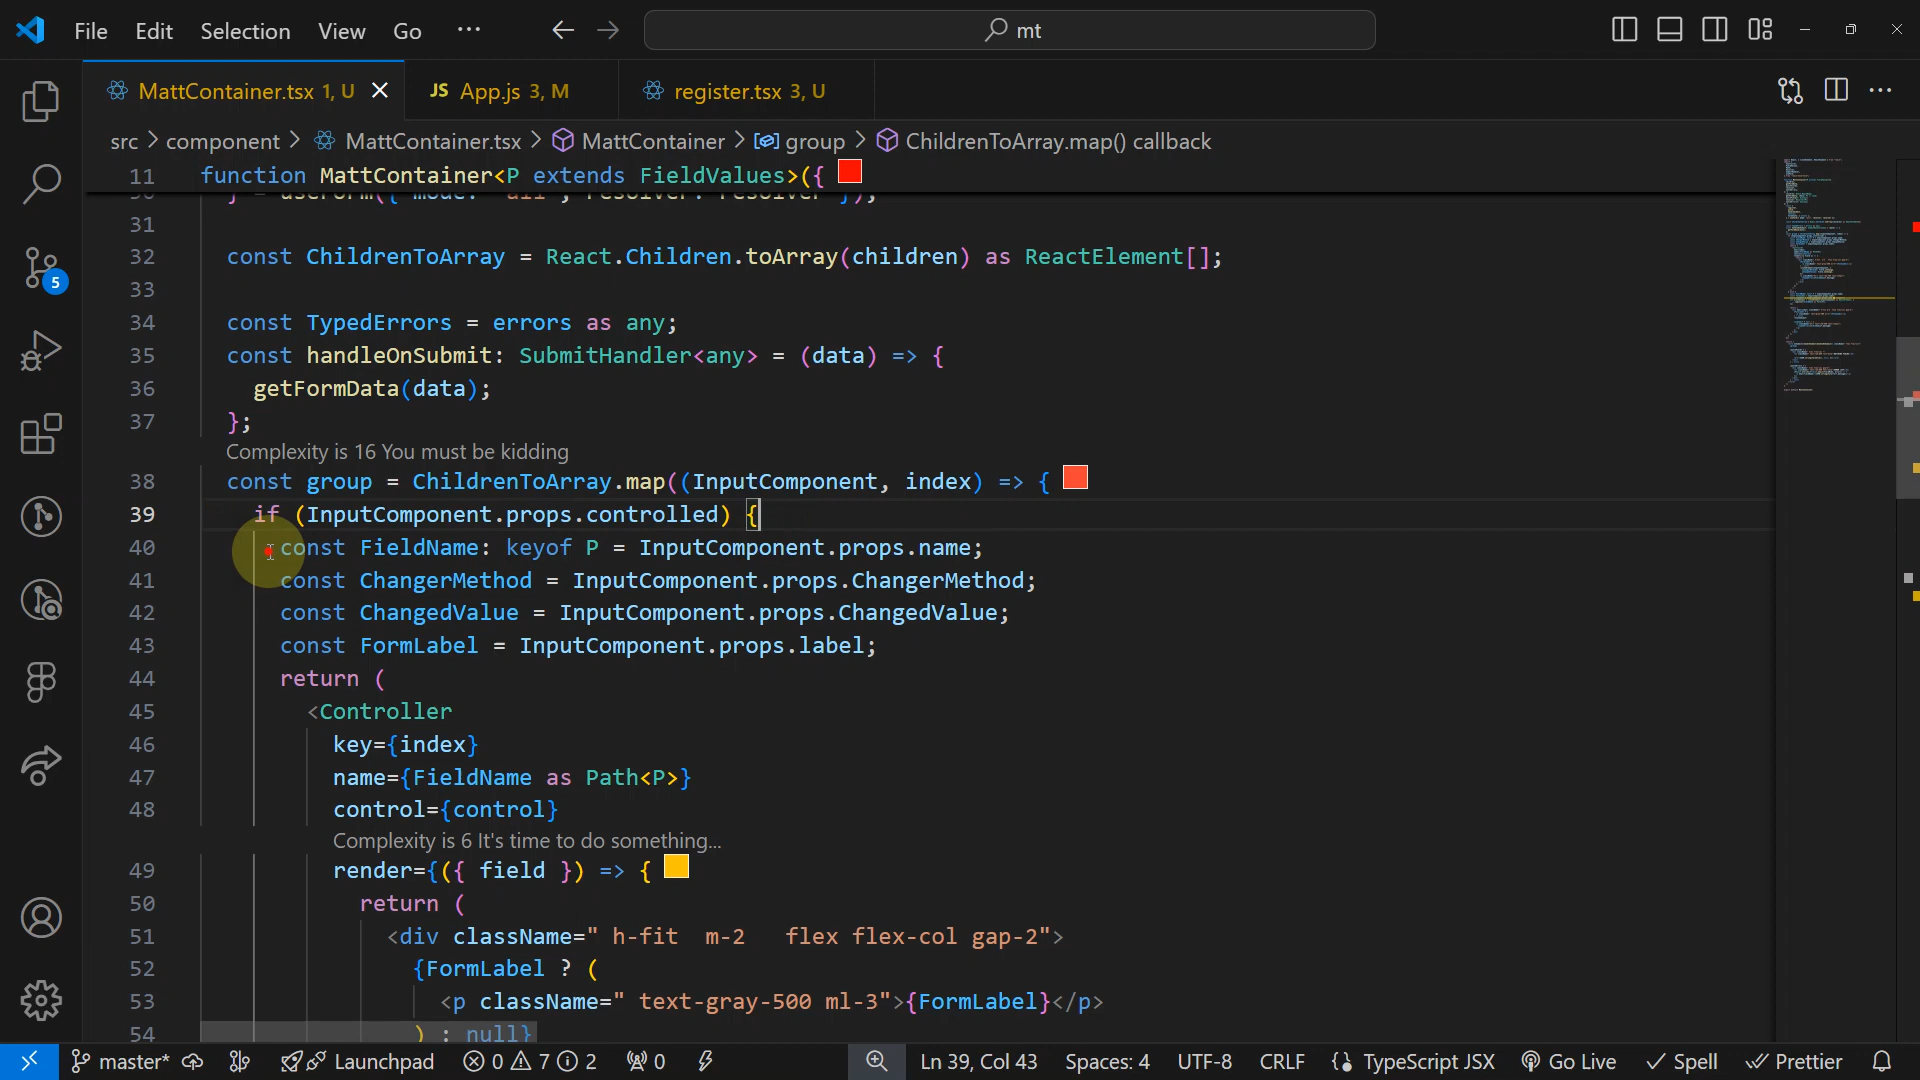 File Edit Selection View Go ··· mt
MattContainer.tsx 1, U JS App.js 3, M register.tsx 3, U
src > component > MattContainer.tsx > MattContainer > group > ChildrenToArray.map() callback
11 function MattContainer<P extends FieldValues>({
31
32 const ChildrenToArray = React.Children.toArray(children) as ReactElement[];
33
34 const TypedErrors = errors as any;
35 const handleOnSubmit: SubmitHandler<any> = (data) => {
36 getFormData(data);
37 };
Complexity is 16 You must be kidding
38 const group = ChildrenToArray.map((InputComponent, index) => {
39 if (InputComponent.props.controlled) {
40 const FieldName: keyof P = InputComponent.props.name;
41 const ChangerMethod = InputComponent.props.ChangerMethod;
42 const ChangedValue = InputComponent.props.ChangedValue;
43 const FormLabel = InputComponent.props.label;
44 return (
45 <Controller
46 key={index}
47 name={FieldName as Path<P>}
48 control={control}
Complexity is 6 It's time to do something...
49 render={({ field }) => {
50 return (
51 <div className=" h-fit  m-2   flex flex-col gap-2">
52 {FormLabel ? (
53 <p className=" text-gray-500 ml-3">{FormLabel}</p>
54 ) : null}
5
master* Launchpad 0 7 2 0 Ln 39, Col 43 Spaces: 4 UTF-8 CRLF TypeScript JSX Go Live Spell Prettier